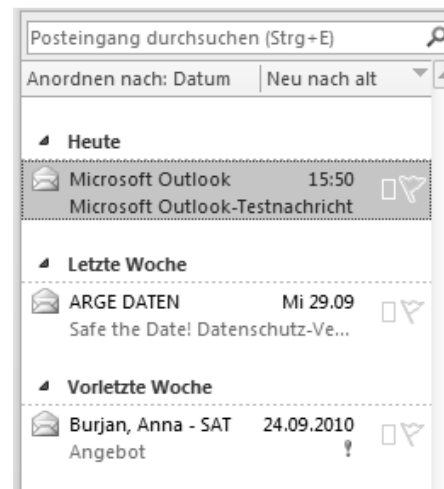 Posteingang durchsuchen (Strg+E)
Anordnen nach: Datum Neu nach alt
Heute
Microsoft Outlook 15:50
Microsoft Outlook-Testnachricht
Letzte Woche
ARGE DATEN Mi 29.09
Safe the Date! Datenschutz-Ve...
Vorletzte Woche
Burjan, Anna - SAT 24.09.2010
Angebot